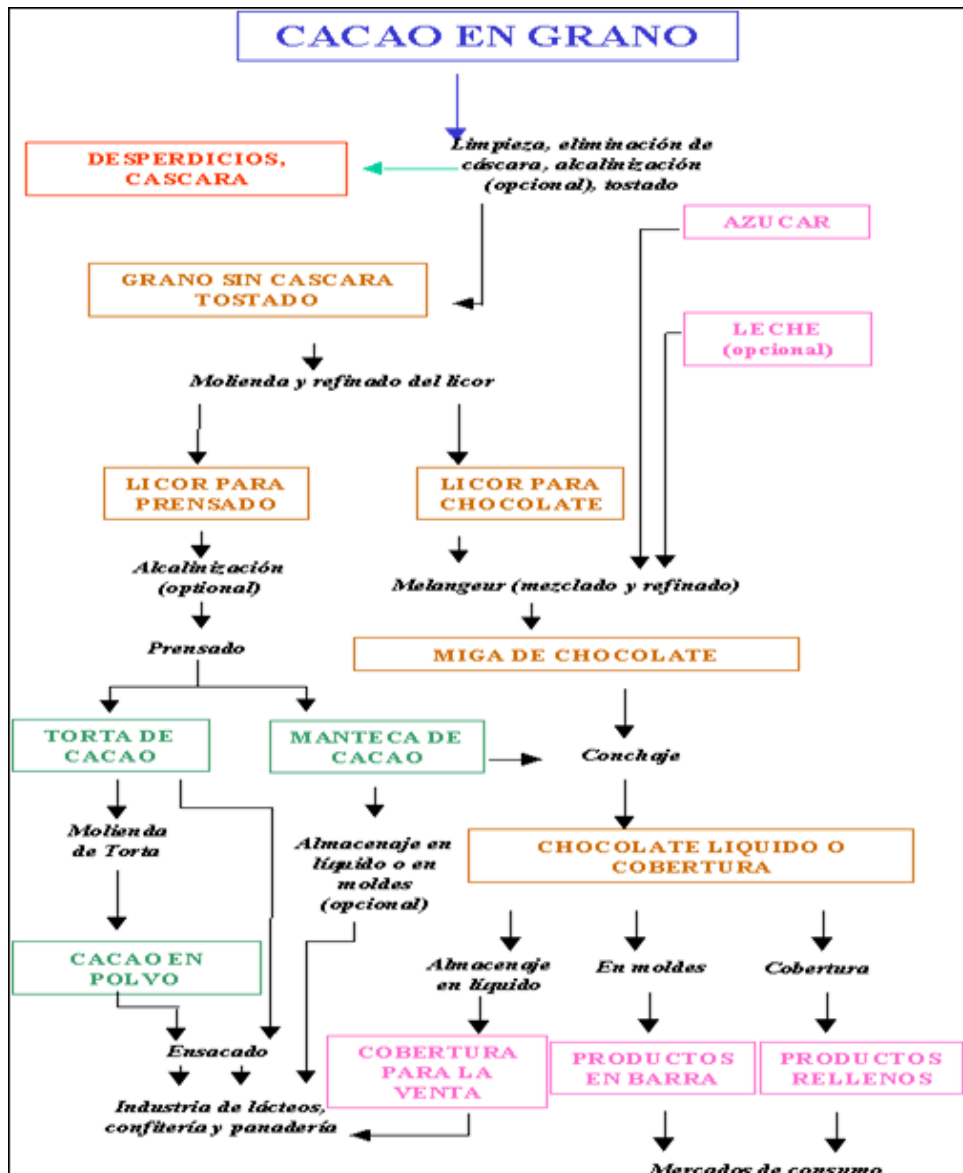 CACAO EN GRANO
Limpieza, eliminación de
cáscara, alcalinización
(opcional), tostado
DESPERDICIOS,
CASCARA
AZUCAR
GRANO SIN CASCARA
TOSTADO
LECHE
(opcional)
Molienda y refinado del licor
LICOR PARA
PRENSADO
LICOR PARA
CHOCOLATE
Alcalinización
(optional)
Melangeur (mezclado y refinado)
Prensado
MIGA DE CHOCOLATE
TORTA DE
CACAO
MANTECA DE
CACAO
Conchaje
Molienda
de Torta
Almacenaje en
líquido o en
moldes
(opcional)
CHOCOLATE LIQUIDO O
COBERTURA
CACAO EN
POLVO
Almacenaje
en líquido
En moldes
Cobertura
Ensacado
COBERTURA
PARA LA
VENTA
PRODUCTOS
EN BARRA
PRODUCTOS
RELLENOS
Industria de lácteos,
confitería y panadería
Mercados de consumo